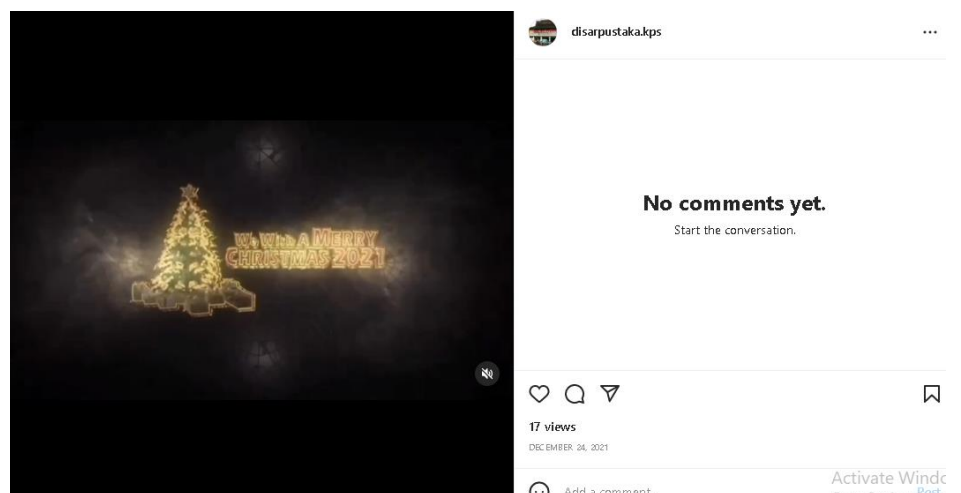 disarpustaka.kps
We Wish A MERRY
CHRISTMAS 2021
No comments yet.
Start the conversation.
17 views
DECEMBER 24, 2021
Add a comment...
Activate Windo
Post